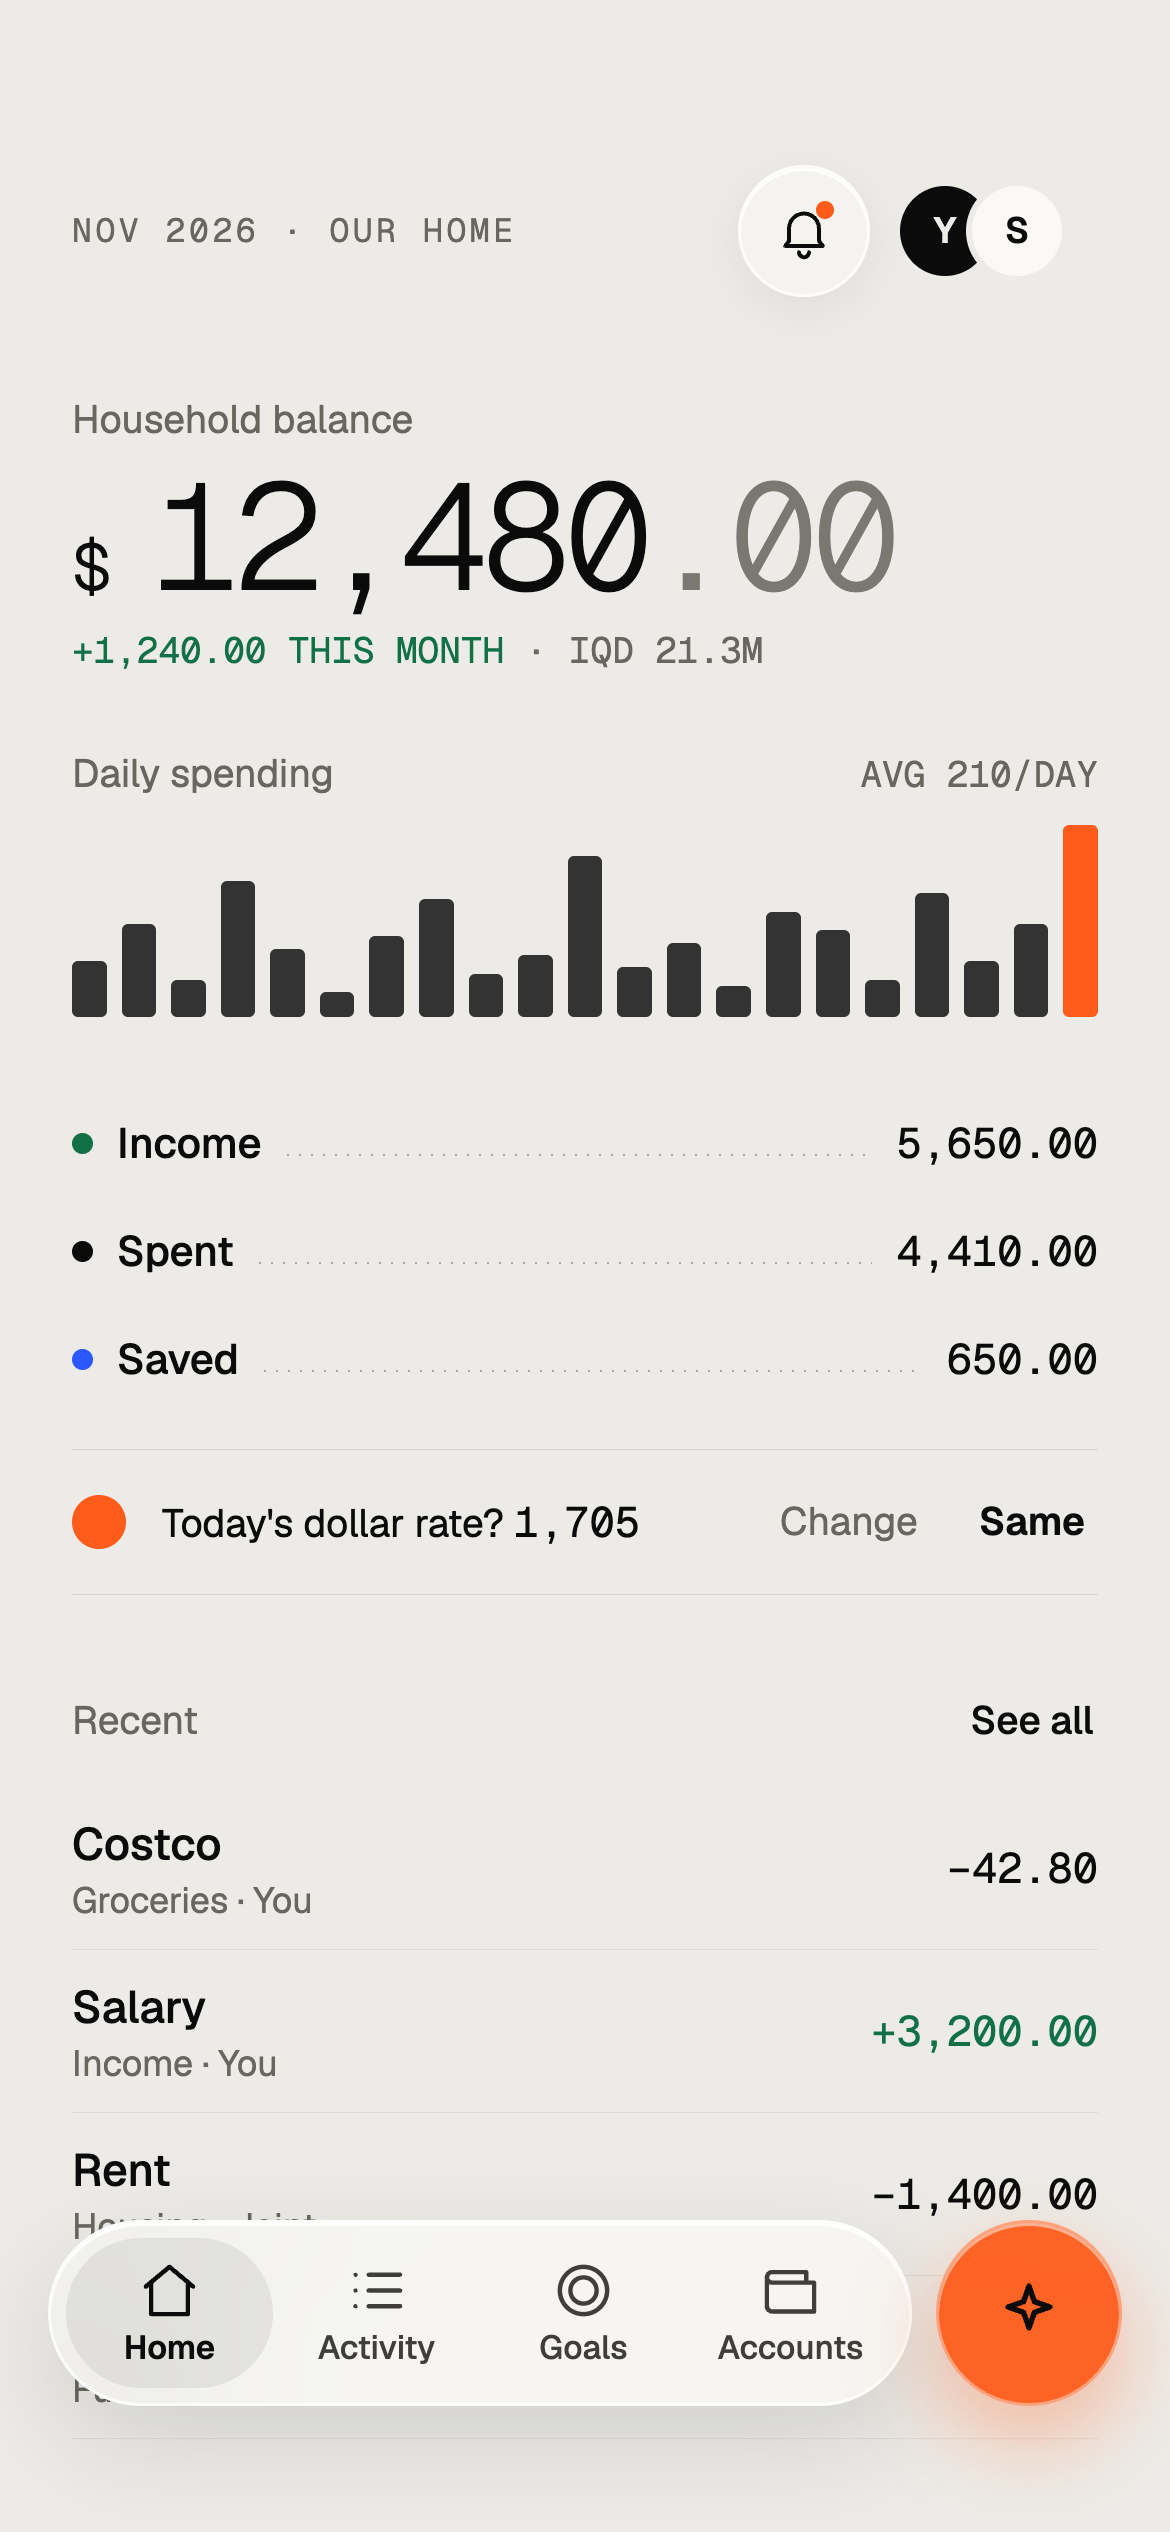 NOV 2026 · OUR HOME
Y
S
Household balance
$ 12,480.00
+1,240.00 THIS MONTH · IQD 21.3M
Daily spending
AVG 210/DAY
Income 5,650.00
Spent 4,410.00
Saved 650.00
Today's dollar rate? 1,705
Change
Same
Recent
See all
Costco
−42.80
Groceries · You
Salary
+3,200.00
Income · You
Rent
−1,400.00
Home
Activity
Goals
Accounts